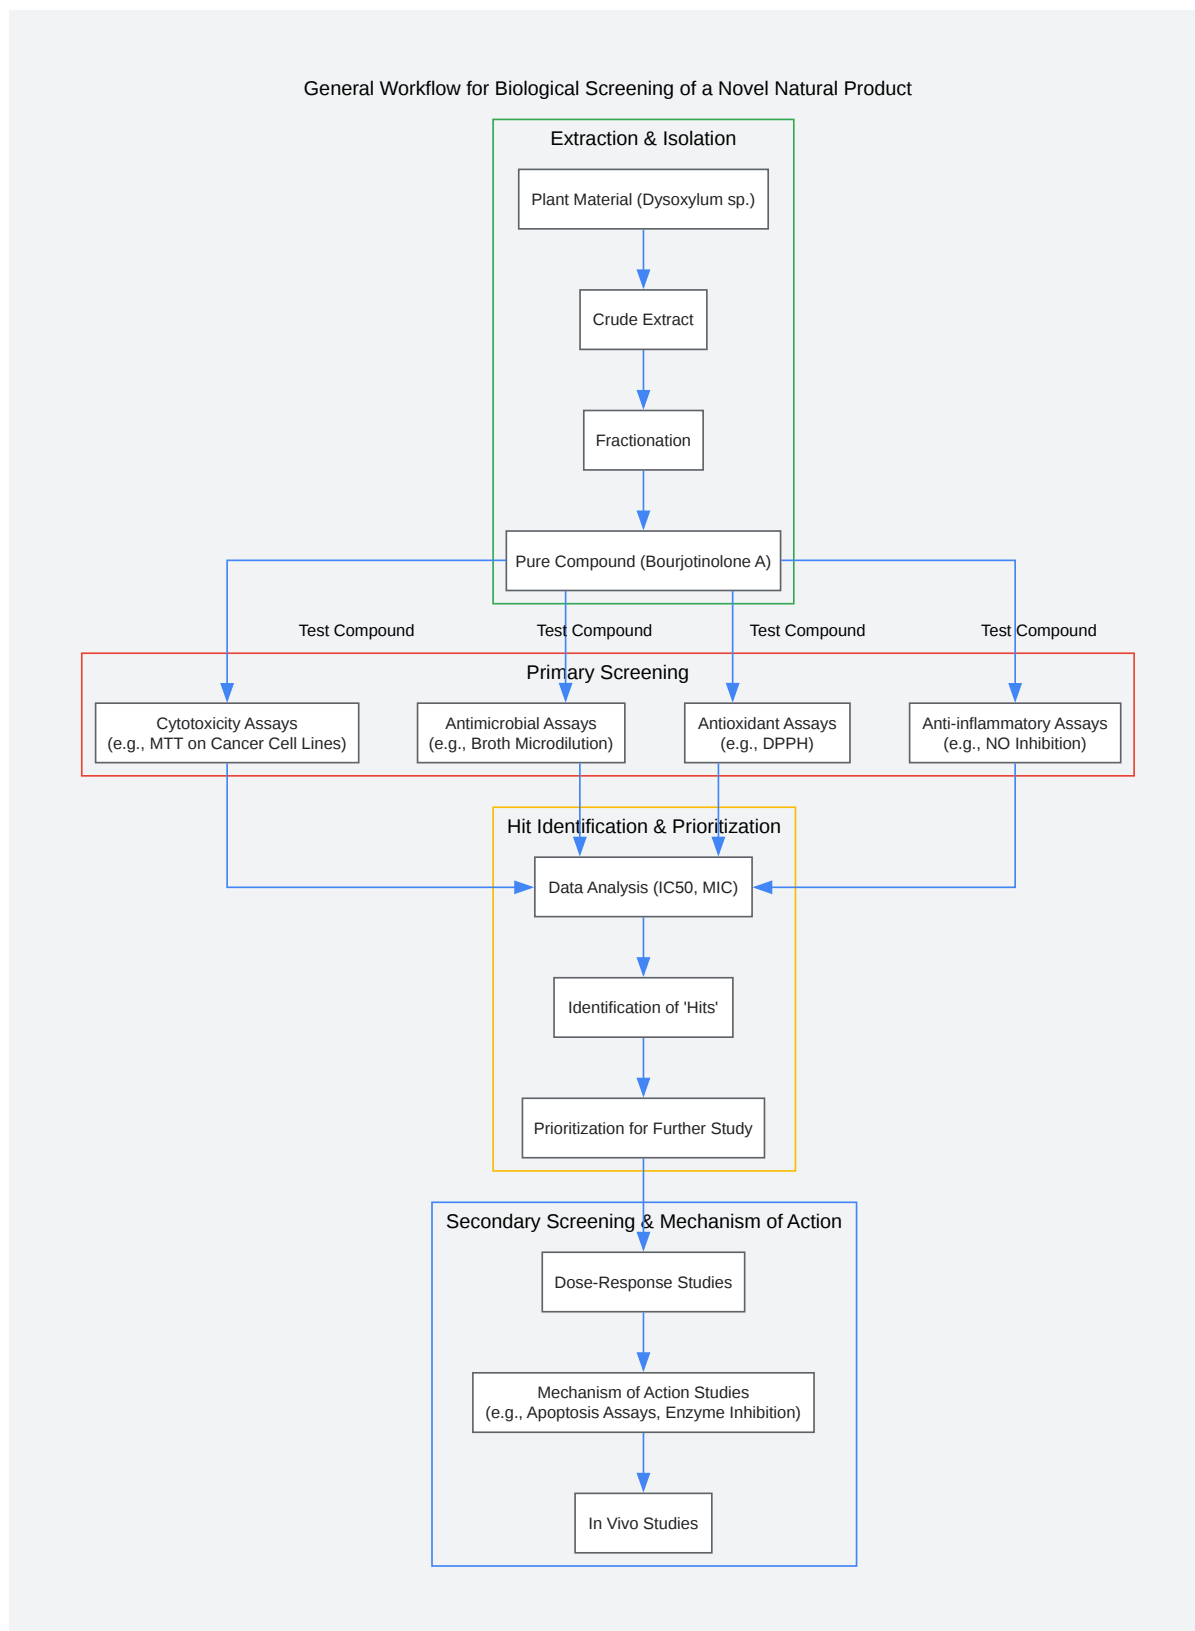 General Workflow for Biological Screening of a Novel Natural Product
Extraction & Isolation
Plant Material (Dysoxylum sp.)
Crude Extract
Fractionation
Pure Compound (Bourjotinolone A)
Test Compound
Test Compound
Test Compound
Test Compound
Primary Screening
Cytotoxicity Assays
(e.g., MTT on Cancer Cell Lines)
Antimicrobial Assays
(e.g., Broth Microdilution)
Antioxidant Assays
(e.g., DPPH)
Anti-inflammatory Assays
(e.g., NO Inhibition)
Hit Identification & Prioritization
Data Analysis (IC50, MIC)
Identification of 'Hits'
Prioritization for Further Study
Secondary Screening & Mechanism of Action
Dose-Response Studies
Mechanism of Action Studies
(e.g., Apoptosis Assays, Enzyme Inhibition)
In Vivo Studies